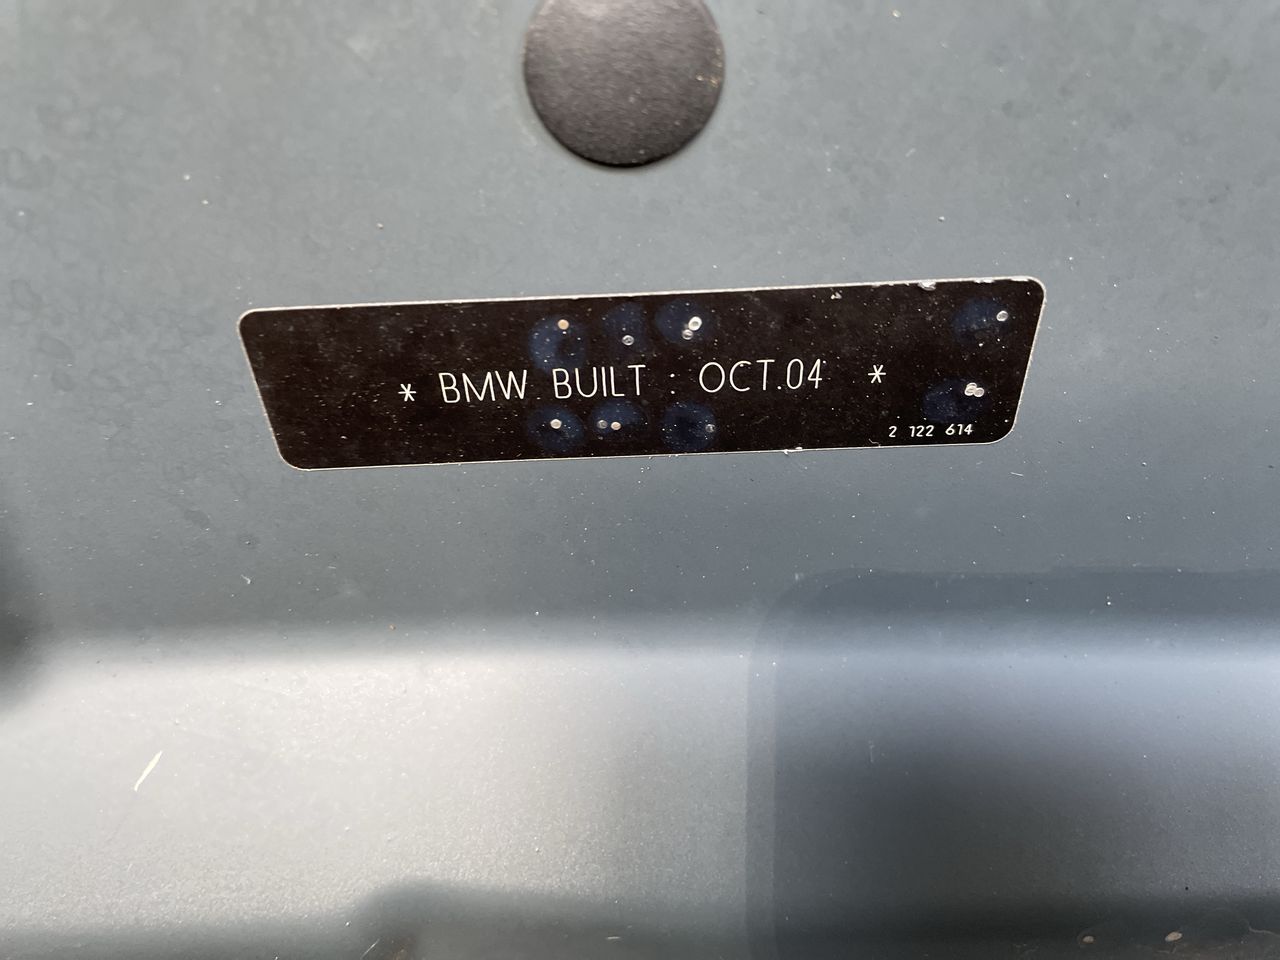 * BMW BUILT : OCT.04 *
2 122 614